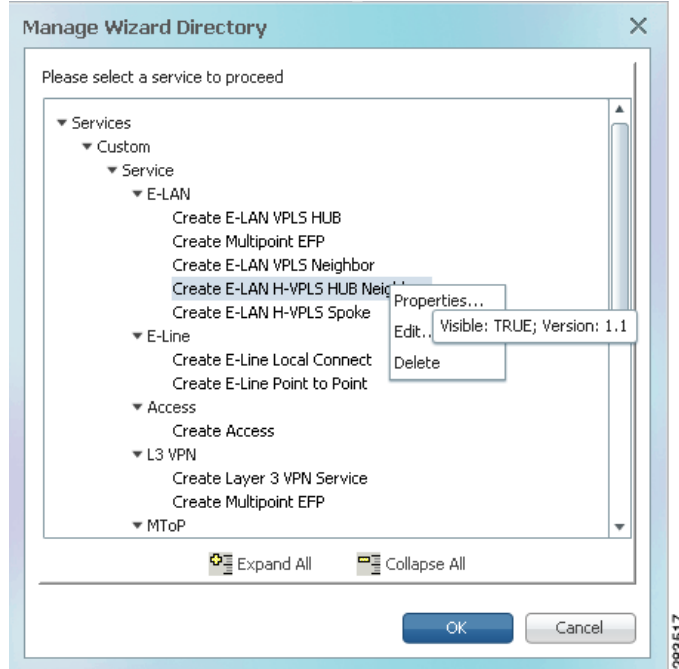 Manage Wizard Directory
Please select a service to proceed
Services
Custom
Service
E-LAN
Create E-LAN VPLS HUB
Create Multipoint EFP
Create E-LAN VPLS Neighbor
Create E-LAN H-VPLS HUB
Properties...
Create E-LAN H-VPLS Spoke
Edit..
Visible: TRUE; Version: 1.1
E-Line
Create E-Line Local Connect
Delete
Create E-Line Point to Point
Access
Create Access
L3 VPN
Create Layer 3 VPN Service
Create Multipoint EFP
MToP
Expand All
Collapse All
OK
Cancel
283517